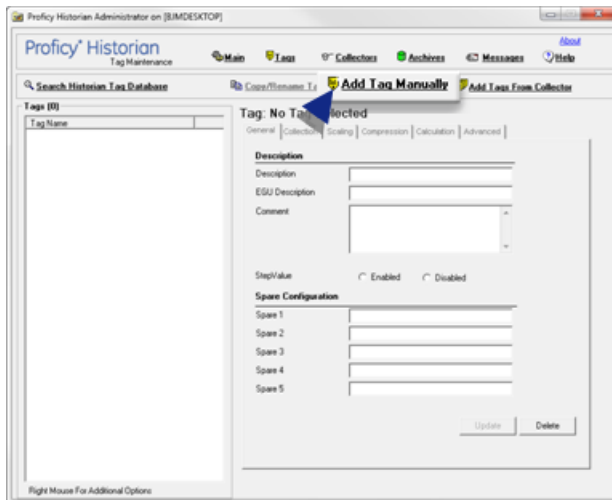 Proficy Historian Administrator on [BJMDESKTOP]
Proficy* Historian
Tag Maintenance
Main Tags Collectors Archives Messages About Help
Search Historian Tag Database Copy/Rename Add Tag Manually Add Tags From Collector
Tags (0)
Tag Name
Tag: No Tag
General Collection Scaling Compression Calculation Advanced
Description
Description
EGU Description
Comment
StepValue Enabled Disabled
Spare Configuration
Spare 1
Spare 2
Spare 3
Spare 4
Spare 5
Update Delete
Right Mouse For Additional Options